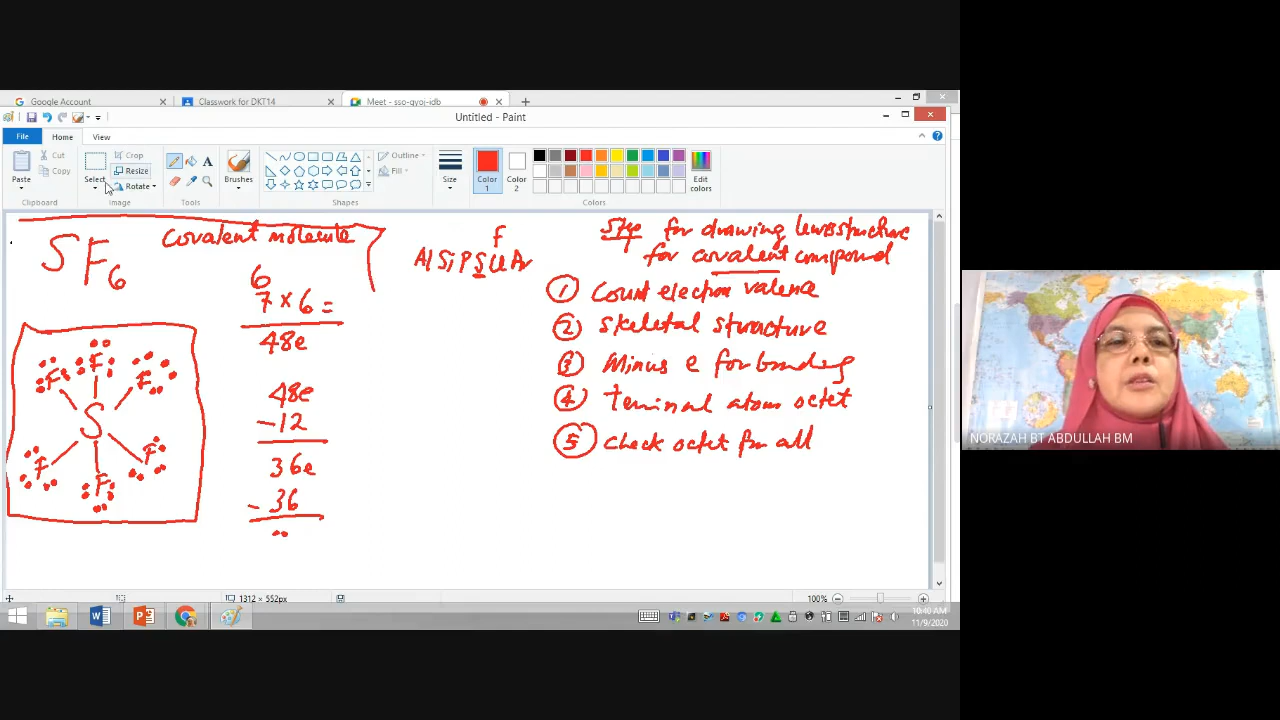 Google Account
Classwork for DKT14
Meet - sso-gyoj-idb
Untitled - Paint
File
Home
View
Paste
Cut
Copy
Clipboard
Select
Crop
Resize
Rotate
Image
Tools
Brushes
Shapes
Outline
Fill
Size
Color 1
Color 2
Colors
Edit colors
SF6
Covalent molecule
6
7 × 6 =
48e
48e
- 12
36e
- 36
F
F
F
S
F
F
F
F
Al Si P S Cl Ar
Step for drawing lewis structure
for covalent compound
1 Count electron valence
2 skeletal structure
3 Minus e for bonding
4 Terminal atom octet
5 Check octet for all
NORAZAH BT ABDULLAH BM
1312 × 552px
100%
10:40 AM
11/9/2020